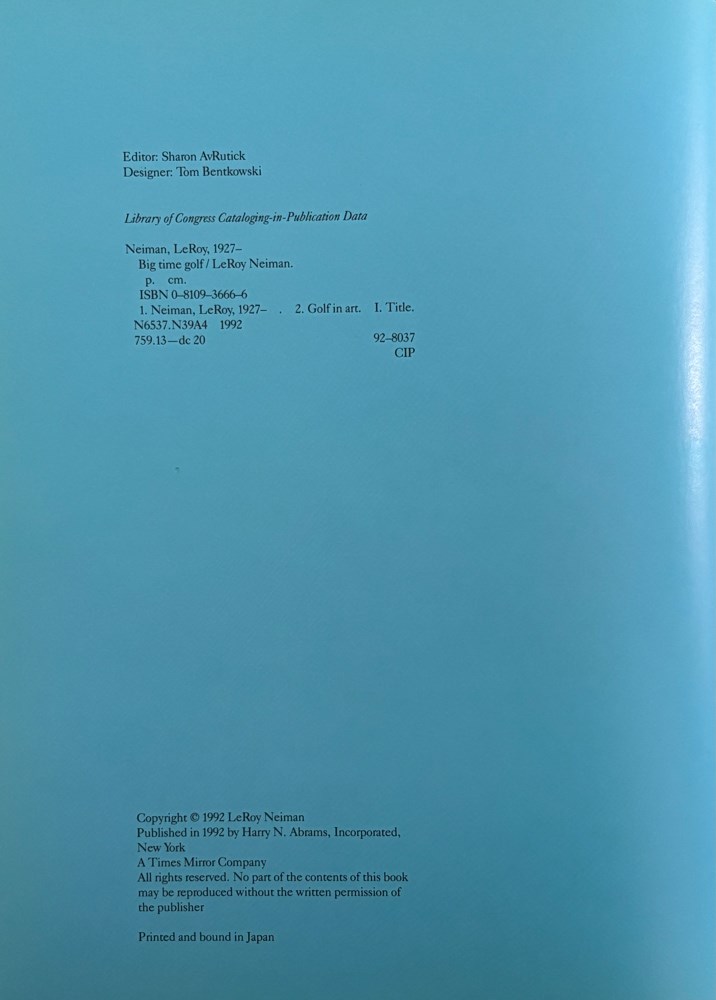 Editor: Sharon AvRutick
Designer: Tom Bentkowski
Library of Congress Cataloging-in-Publication Data
Neiman, LeRoy, 1927–
Big time golf / LeRoy Neiman.
p. cm.
ISBN 0–8109–3666–6
1. Neiman, LeRoy, 1927– . 2. Golf in art. I. Title.
N6537.N39A4 1992
759.13—dc 20 92–8037
CIP
Copyright © 1992 LeRoy Neiman
Published in 1992 by Harry N. Abrams, Incorporated,
New York
A Times Mirror Company
All rights reserved. No part of the contents of this book
may be reproduced without the written permission of
the publisher
Printed and bound in Japan